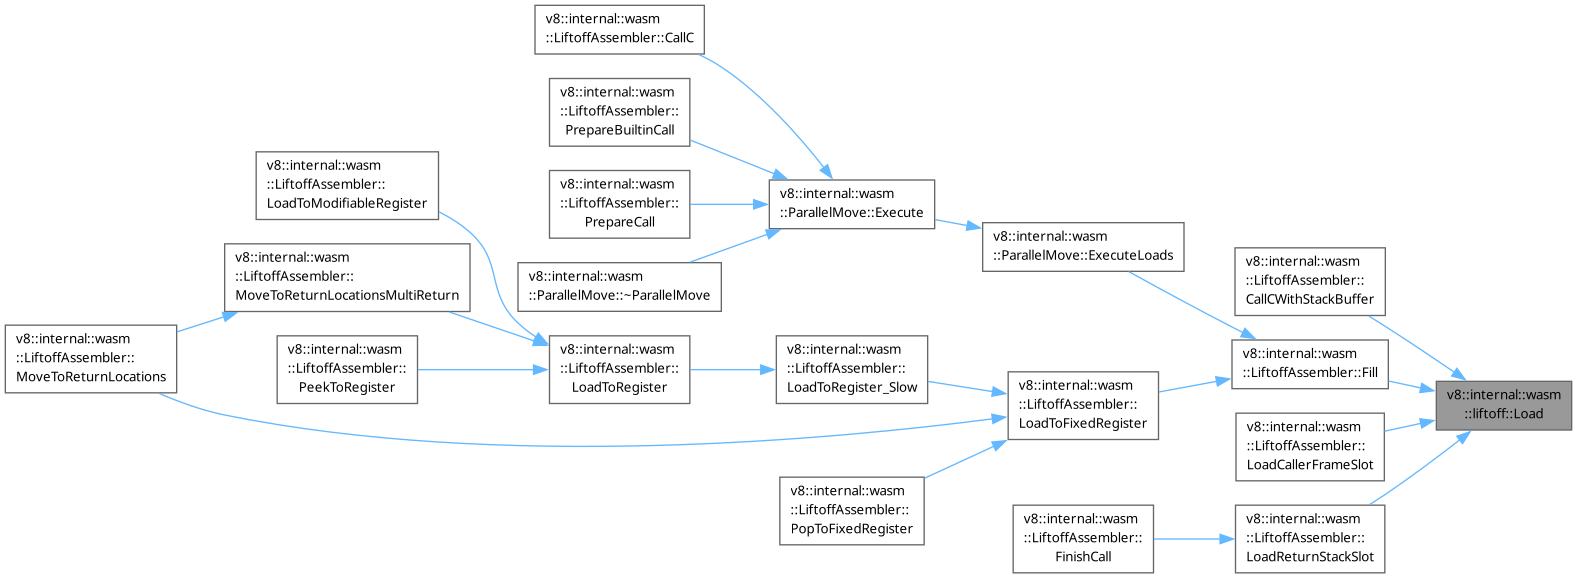 v8::internal::wasm
::LiftoffAssembler::CallC
v8::internal::wasm
::LiftoffAssembler::
PrepareBuiltinCall
v8::internal::wasm
::LiftoffAssembler::
LoadToModifiableRegister
v8::internal::wasm
::LiftoffAssembler::
PrepareCall
v8::internal::wasm
::ParallelMove::Execute
v8::internal::wasm
::ParallelMove::ExecuteLoads
v8::internal::wasm
::LiftoffAssembler::
MoveToReturnLocationsMultiReturn
v8::internal::wasm
::ParallelMove::~ParallelMove
v8::internal::wasm
::LiftoffAssembler::
CallCWithStackBuffer
v8::internal::wasm
::LiftoffAssembler::
MoveToReturnLocations
v8::internal::wasm
::LiftoffAssembler::
PeekToRegister
v8::internal::wasm
::LiftoffAssembler::
LoadToRegister
v8::internal::wasm
::LiftoffAssembler::
LoadToRegister_Slow
v8::internal::wasm
::LiftoffAssembler::
LoadToFixedRegister
v8::internal::wasm
::LiftoffAssembler::Fill
v8::internal::wasm
::liftoff::Load
v8::internal::wasm
::LiftoffAssembler::
LoadCallerFrameSlot
v8::internal::wasm
::LiftoffAssembler::
PopToFixedRegister
v8::internal::wasm
::LiftoffAssembler::
FinishCall
v8::internal::wasm
::LiftoffAssembler::
LoadReturnStackSlot